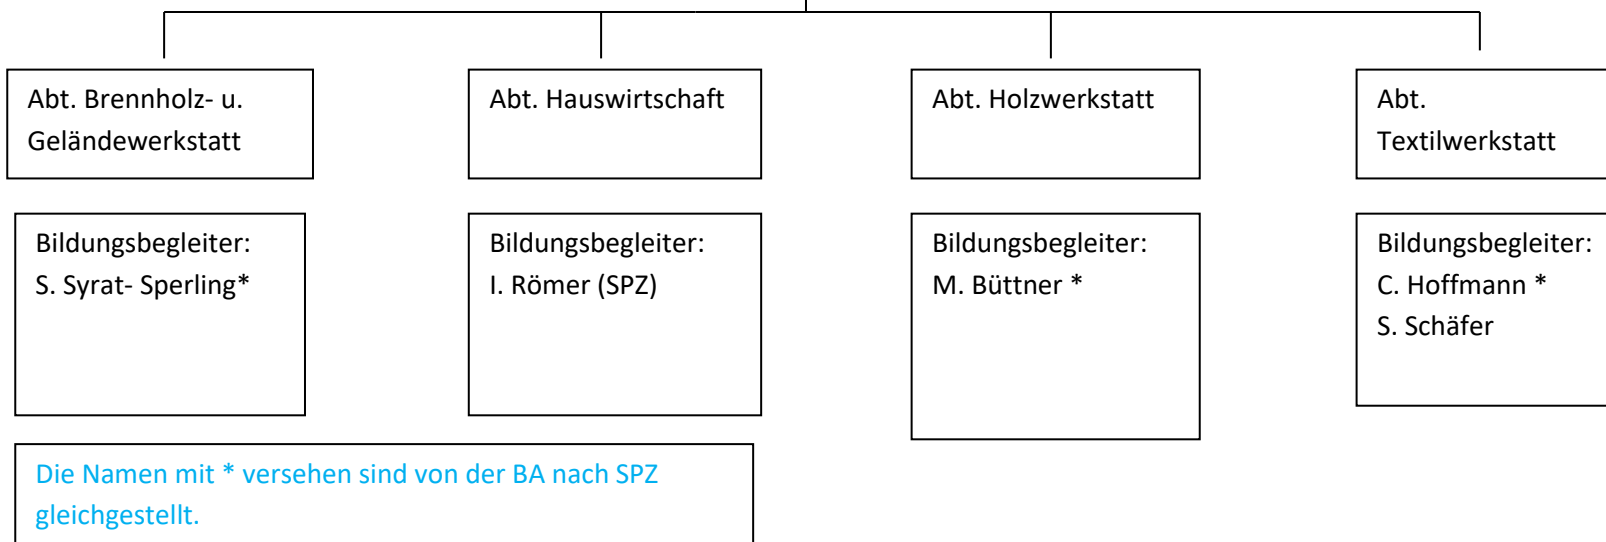 Abt. Brennholz- u.
Geländewerkstatt
Abt. Hauswirtschaft
Abt. Holzwerkstatt
Abt.
Textilwerkstatt
Bildungsbegleiter:
S. Syrat- Sperling*
Bildungsbegleiter:
I. Römer (SPZ)
Bildungsbegleiter:
M. Büttner *
Bildungsbegleiter:
C. Hoffmann *
S. Schäfer
Die Namen mit * versehen sind von der BA nach SPZ
gleichgestellt.